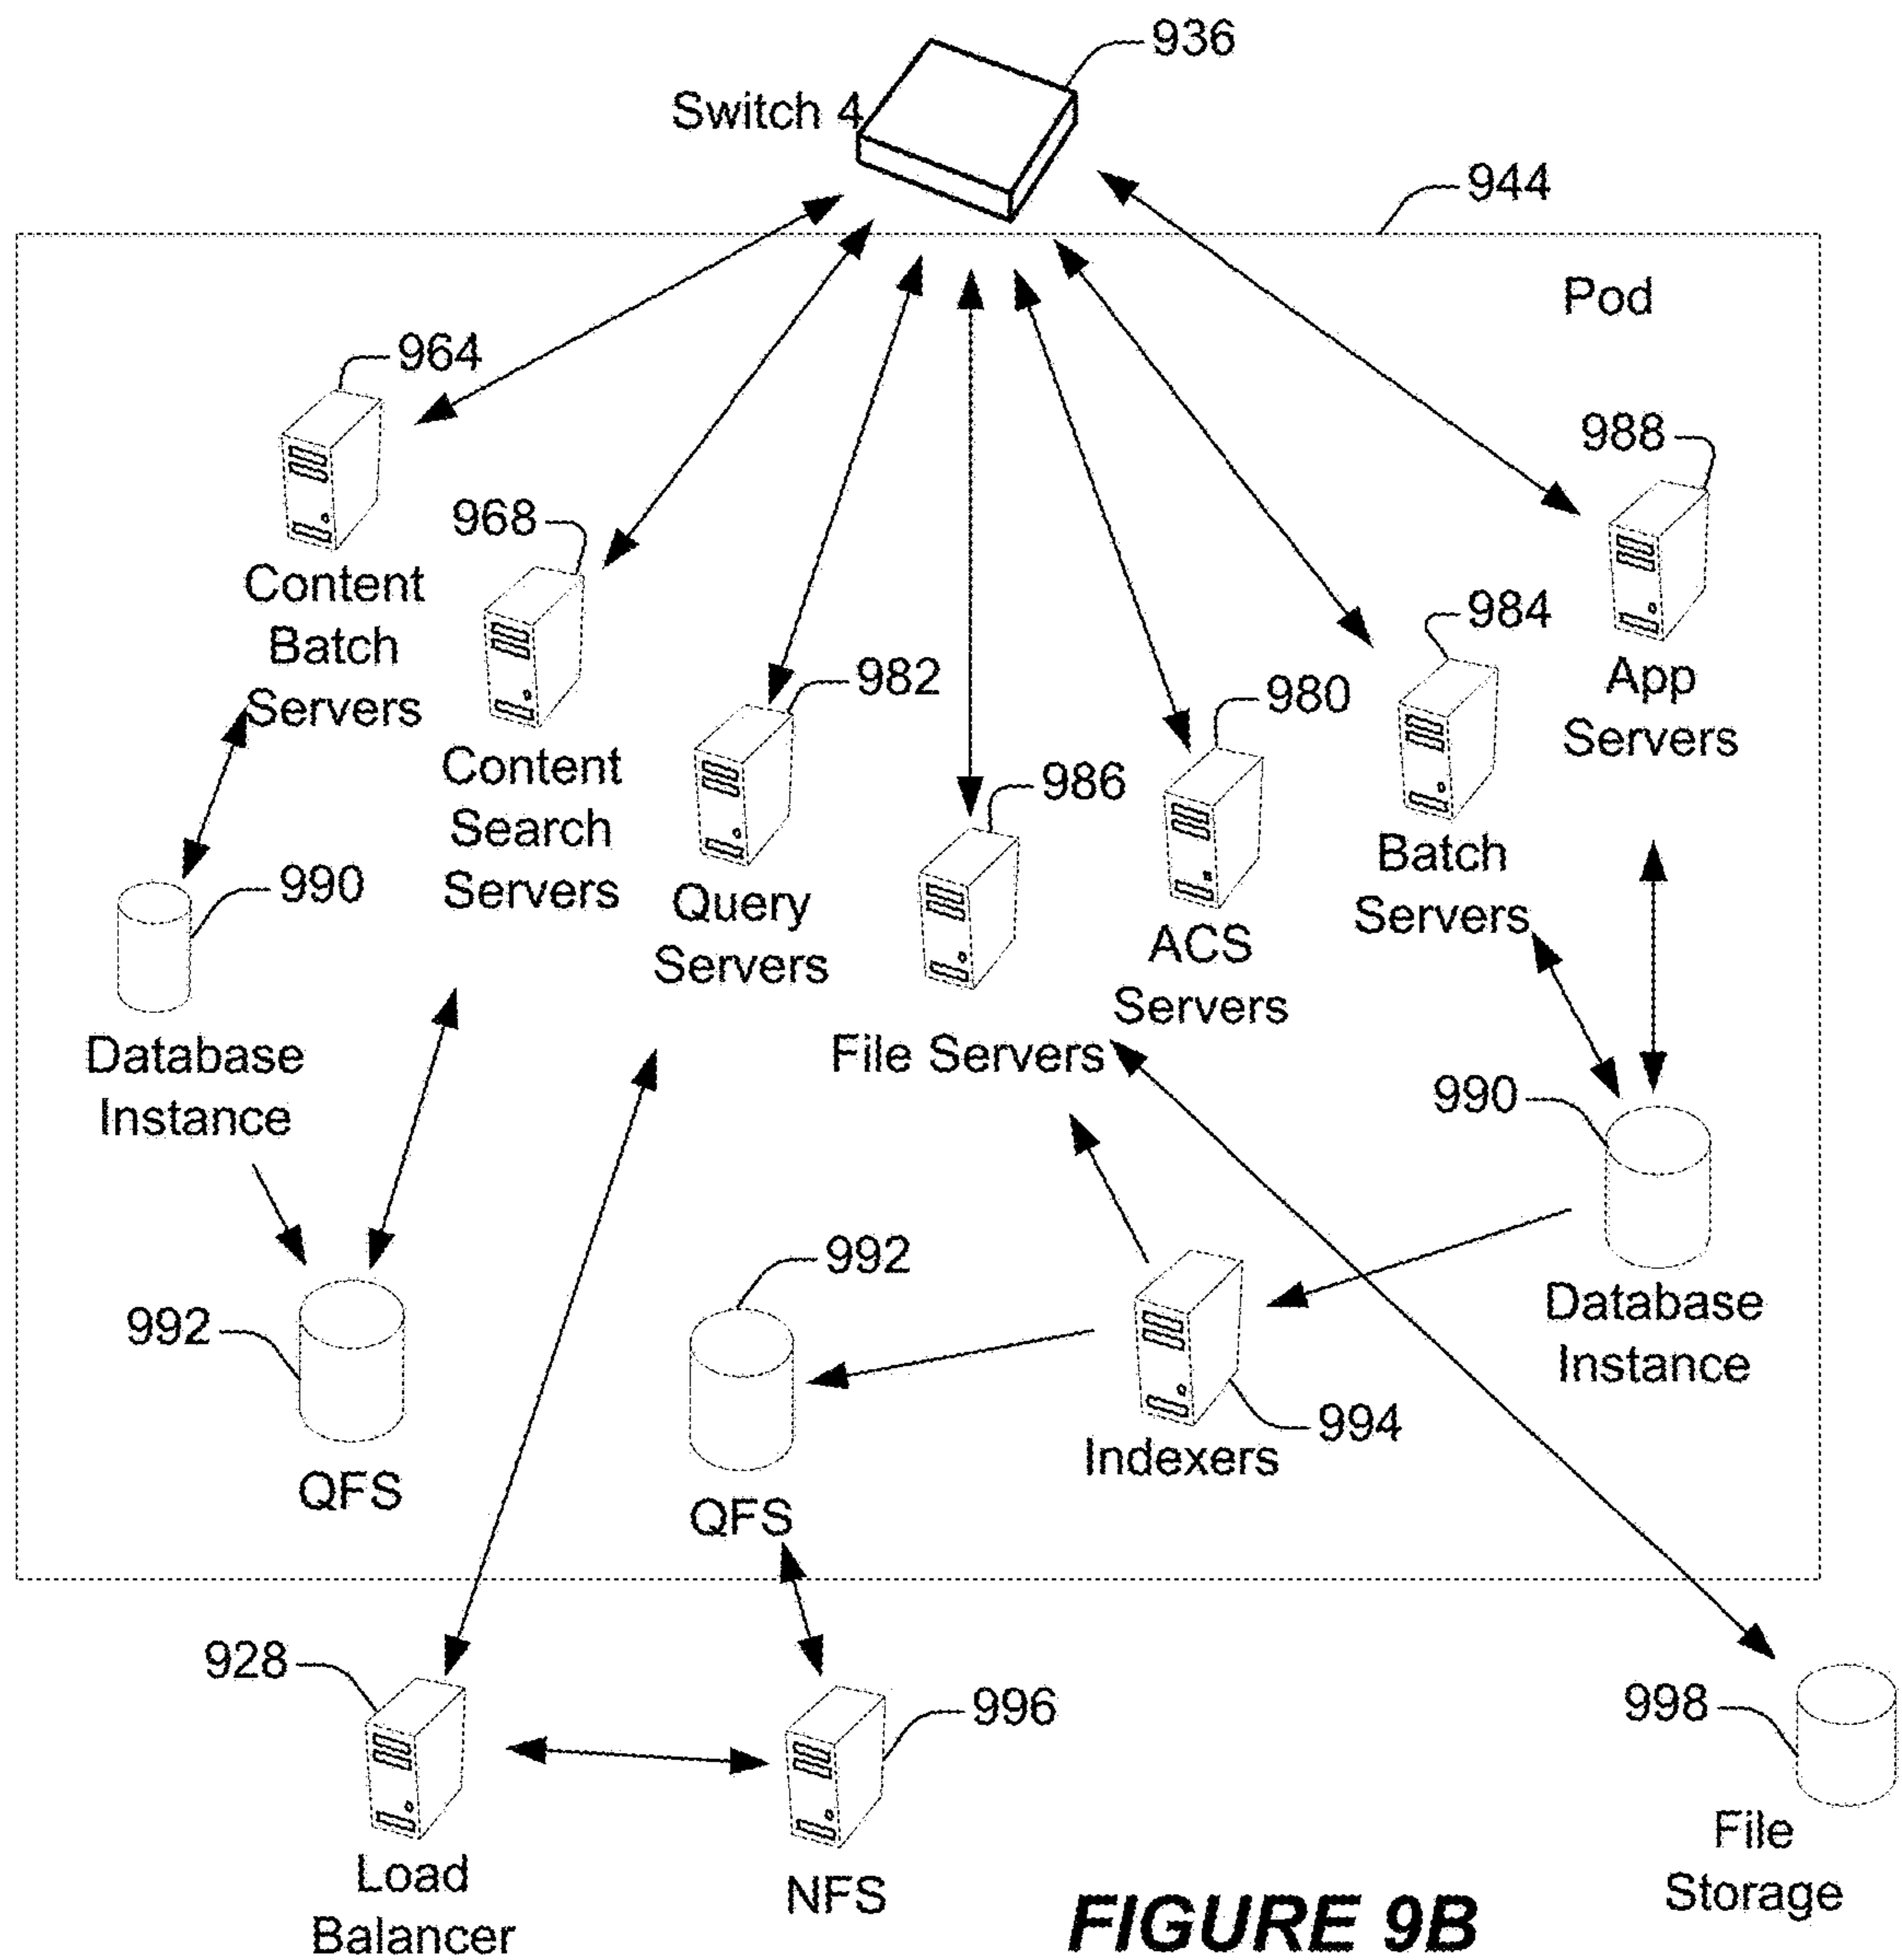 936
Switch 4
944
Pod
964
988
968
Content
Batch
Servers
984
982
980
App
Servers
Content
Search
Servers
986
Batch
Servers
990
Query
Servers
ACS
Servers
Database
Instance
File Servers
990
992
992
Database
Instance
994
Indexers
QFS
QFS
928
996
998
Load
Balancer
NFS
File
Storage
FIGURE 9B